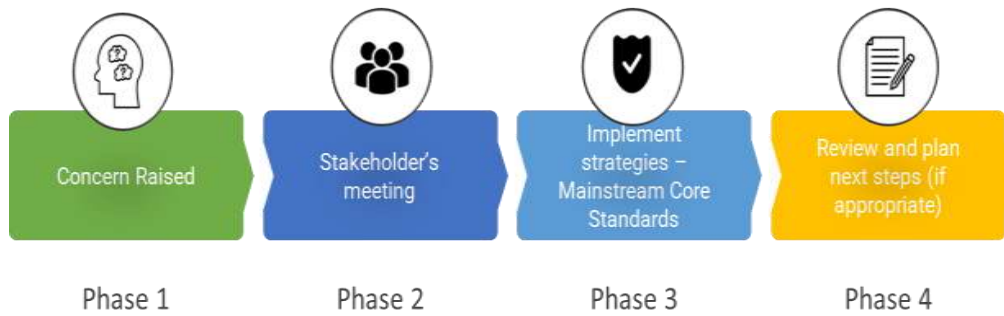 Concern Raised
Stakeholder's
meeting
Implement
strategies –
Mainstream Core
Standards
Review and plan
next steps (if
appropriate)
Phase 1
Phase 2
Phase 3
Phase 4